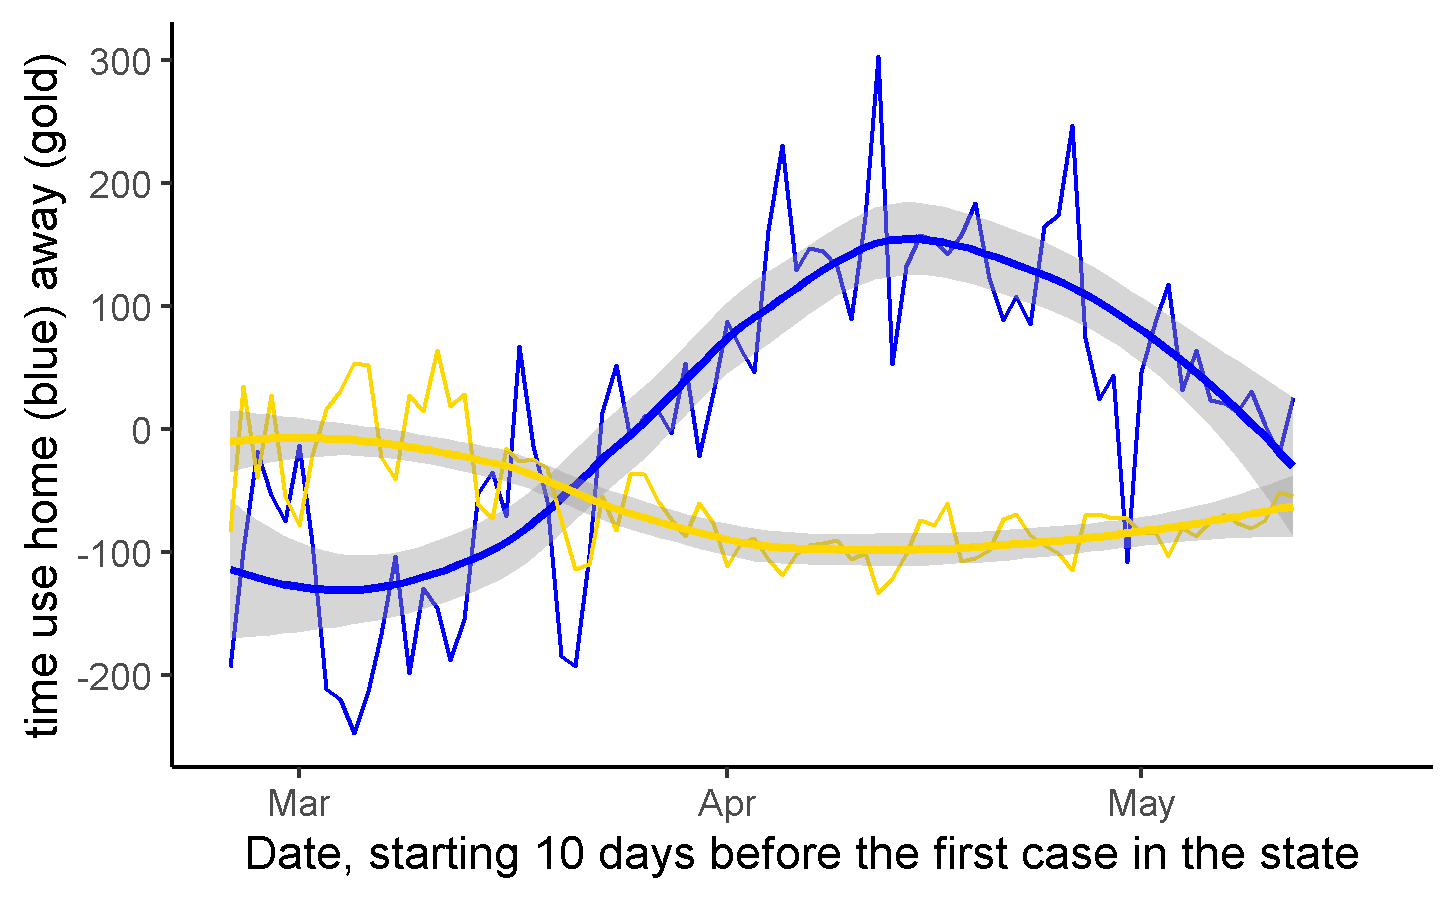 time use home (blue) away (gold)
300
200
100
0
-100
-200
Mar Apr May
Date, starting 10 days before the first case in the state